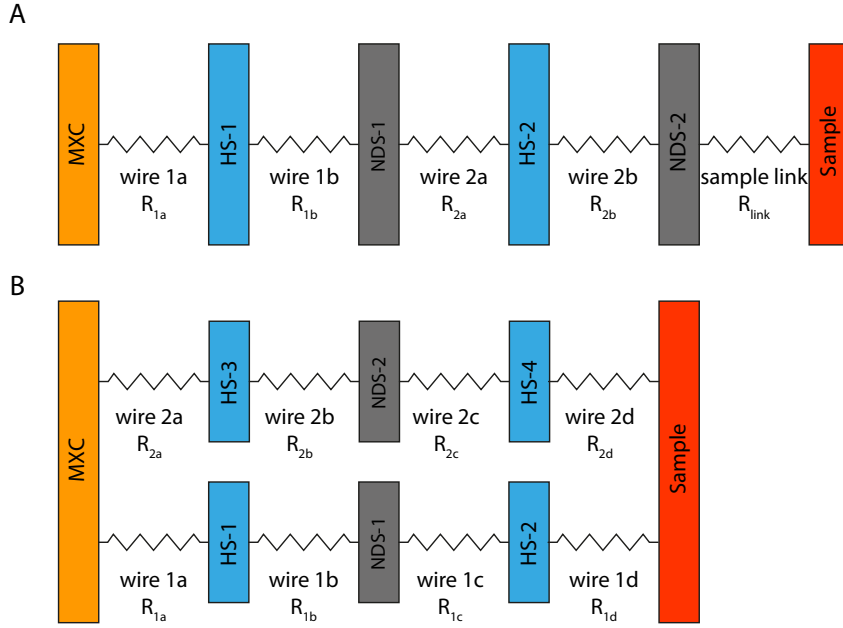 A
MXC
HS-1
NDS-1
HS-2
NDS-2
Sample
wire 1a
R1a
wire 1b
R1b
wire 2a
R2a
wire 2b
R2b
sample link
Rlink
B
MXC
HS-3
NDS-2
HS-4
Sample
wire 2a
R2a
wire 2b
R2b
wire 2c
R2c
wire 2d
R2d
HS-1
NDS-1
HS-2
wire 1a
R1a
wire 1b
R1b
wire 1c
R1c
wire 1d
R1d